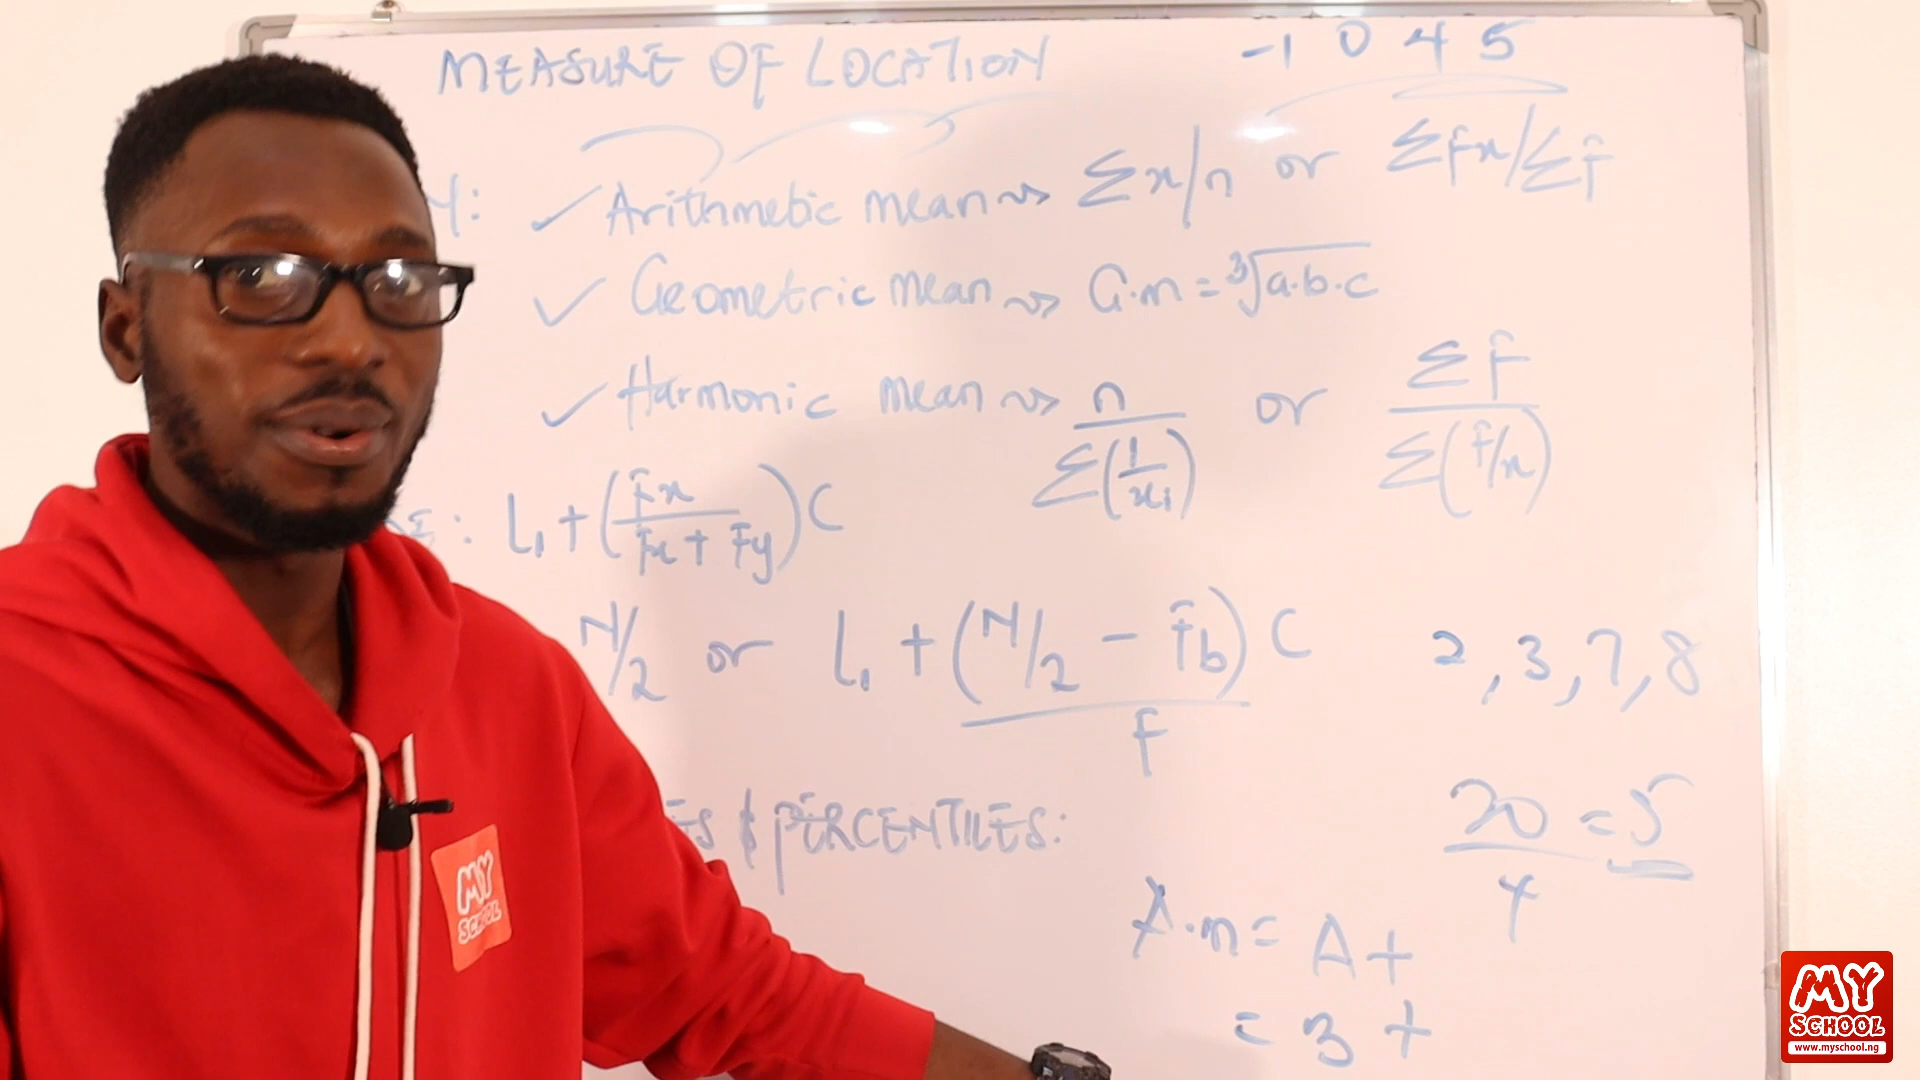 MEASURE OF LOCATION
-1 0 4 5
✓ Arithmetic mean ⇝ Σx/n or Σfx/Σf
✓ Geometric mean ⇝ G.m = ³√a.b.c
✓ Harmonic mean ⇝ n / Σ(1/xi) or Σf / Σ(f/x)
: L₁ + (Fx / Fx + Fy) C
N/2 or L₁ + (N/2 - Fb) C / F
2, 3, 7, 8
& PERCENTILES:
20 / 4 = 5
A.m = A +
= 3 +
MY SCHOOL
MY
SCHOOL
www.myschool.ng